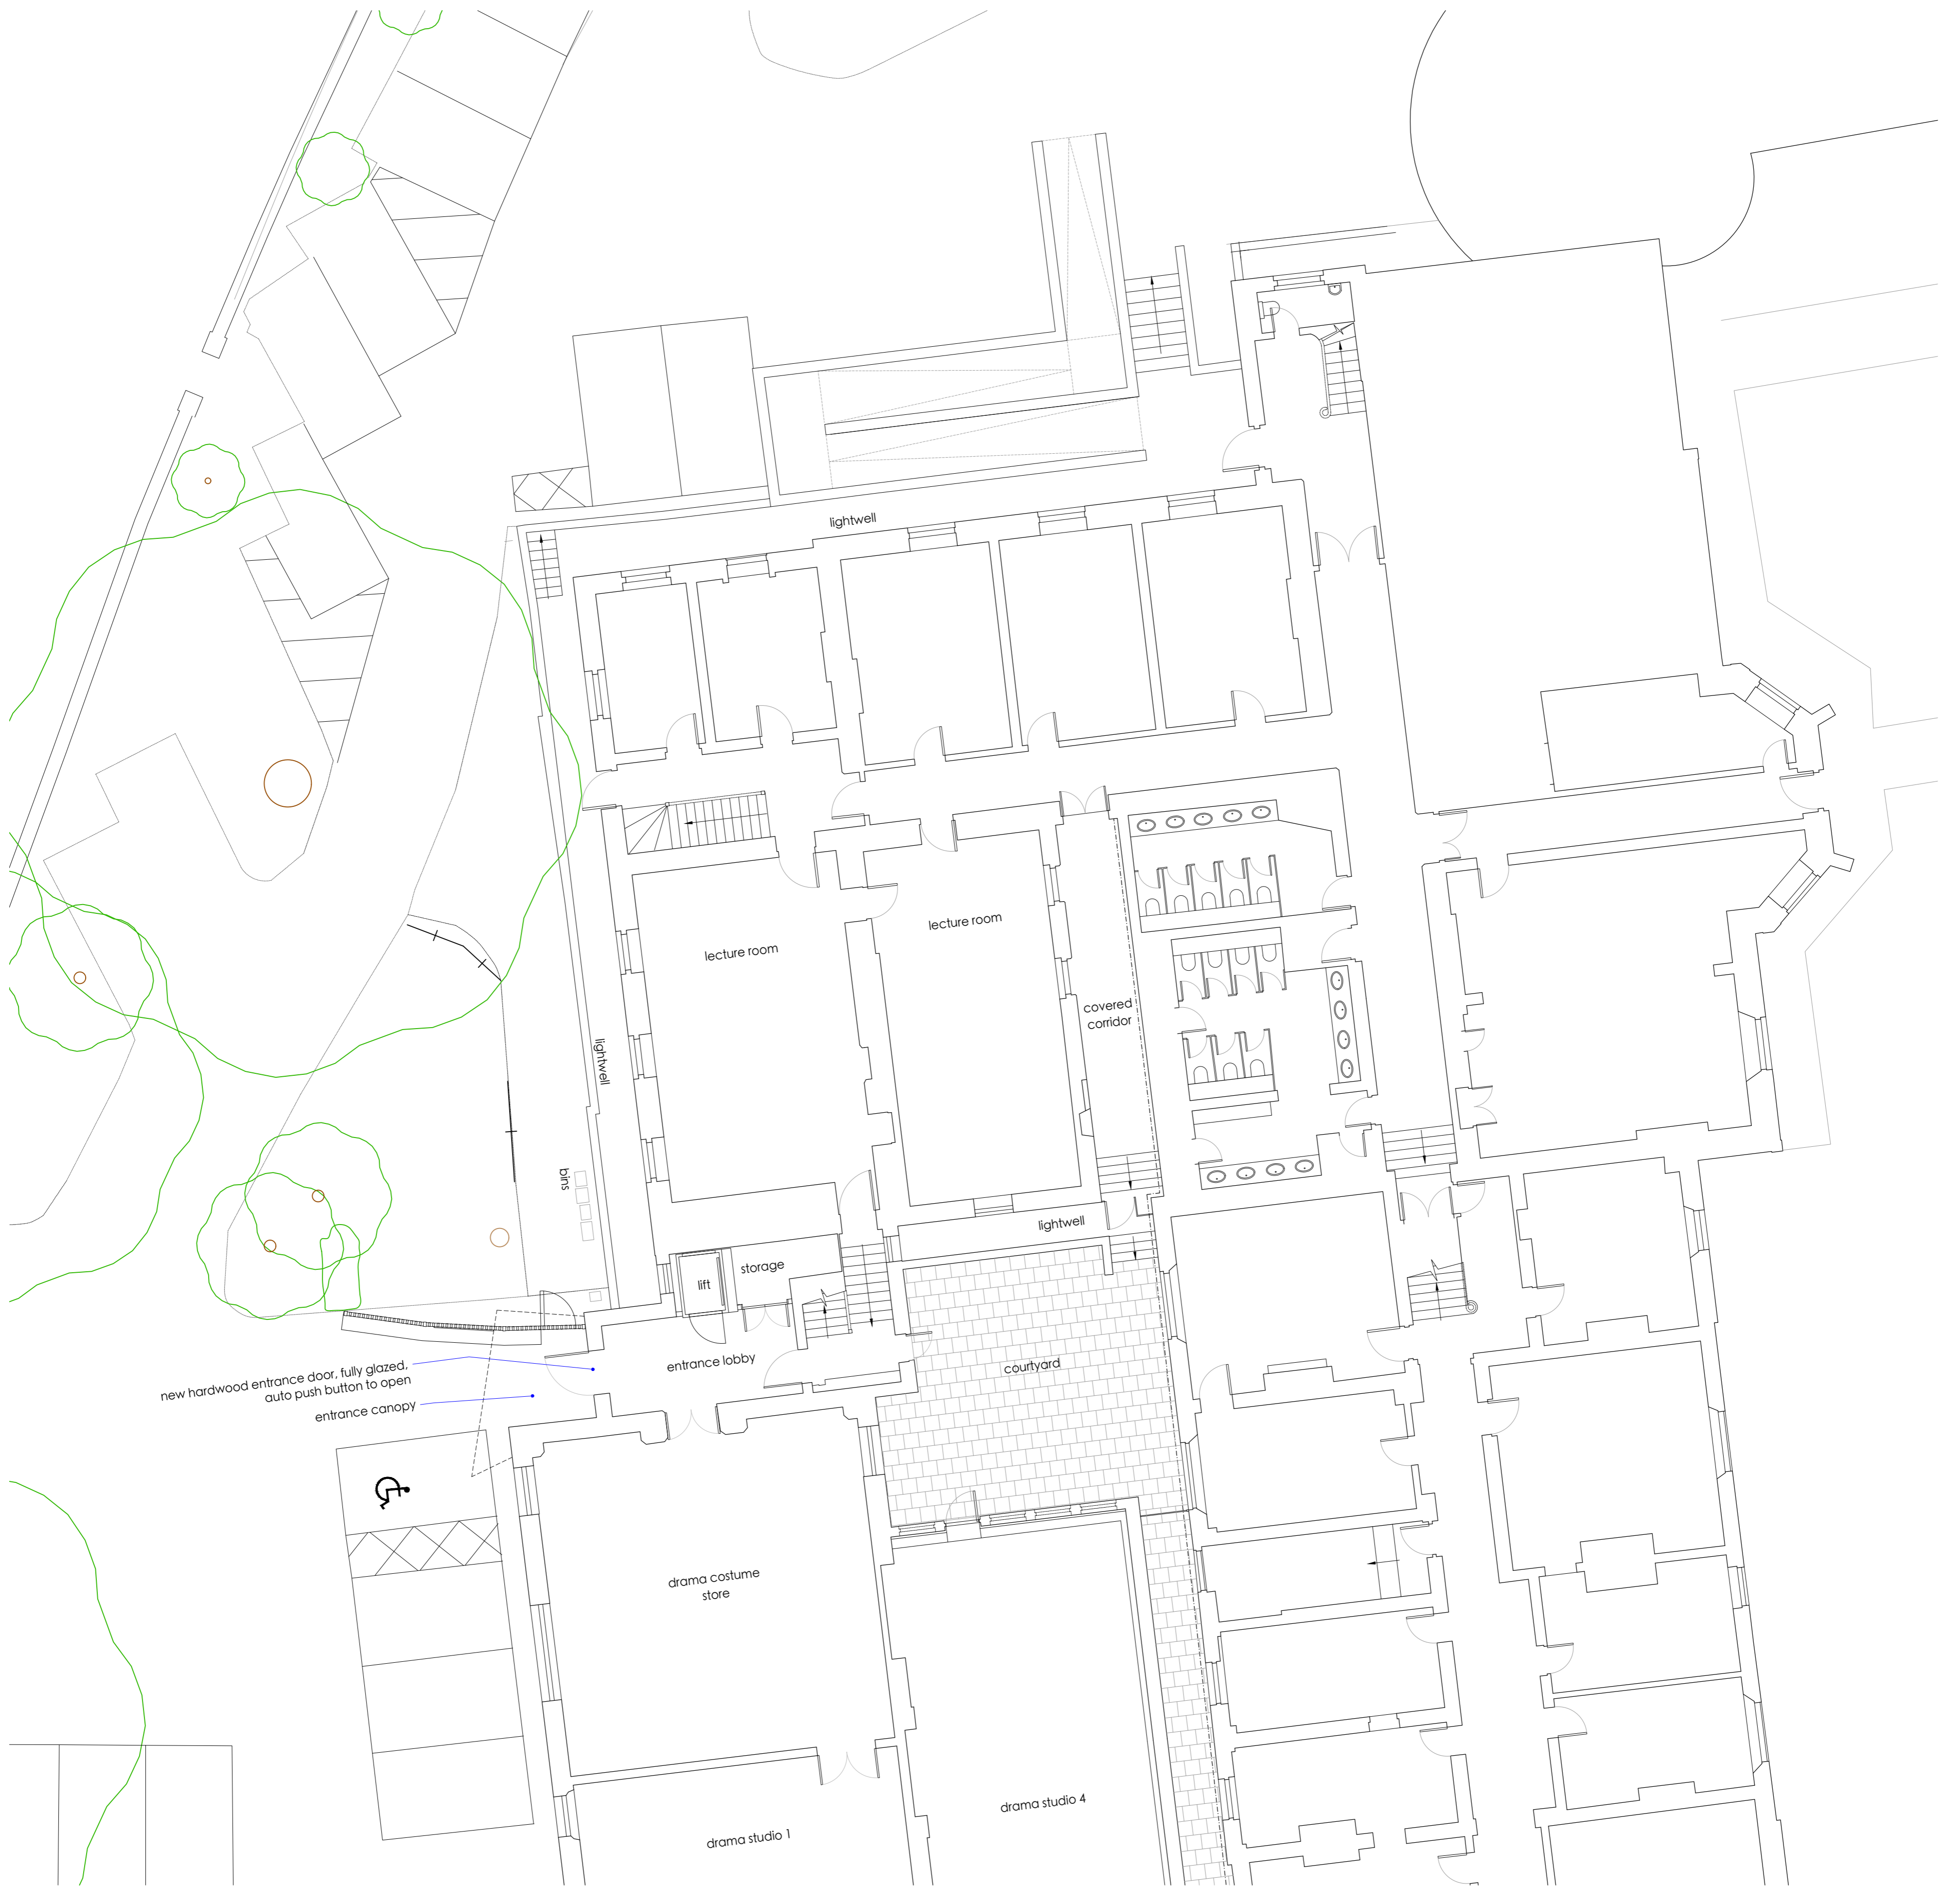 lightwell
lecture room
lecture room
covered
corridor
lightwell
bins
lightwell
storage
lift
entrance lobby
courtyard
new hardwood entrance door, fully glazed,
auto push button to open
entrance canopy
drama costume
store
drama studio 4
drama studio 1